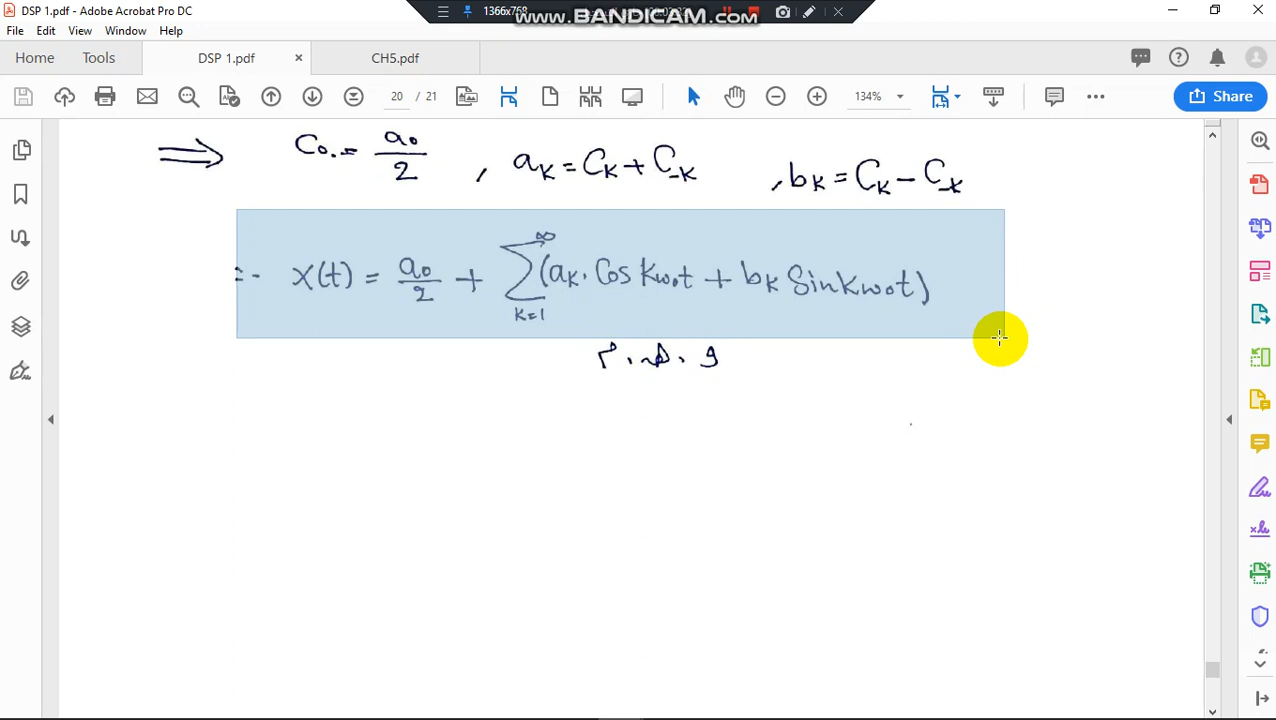 DSP 1.pdf - Adobe Acrobat Pro DC
1366x768
www.BANDICAM.com
File Edit View Window Help
Home Tools DSP 1.pdf × CH5.pdf
20 / 21 134% Share
⟹ C₀ = a₀/2 , aₖ = Cₖ + C₋ₖ , bₖ = Cₖ − C₋ₖ
x(t) = a₀/2 + ∑ₖ₌₁^∞ (aₖ · Cos kω₀t + bₖ Sin kω₀t)
و . هـ . م